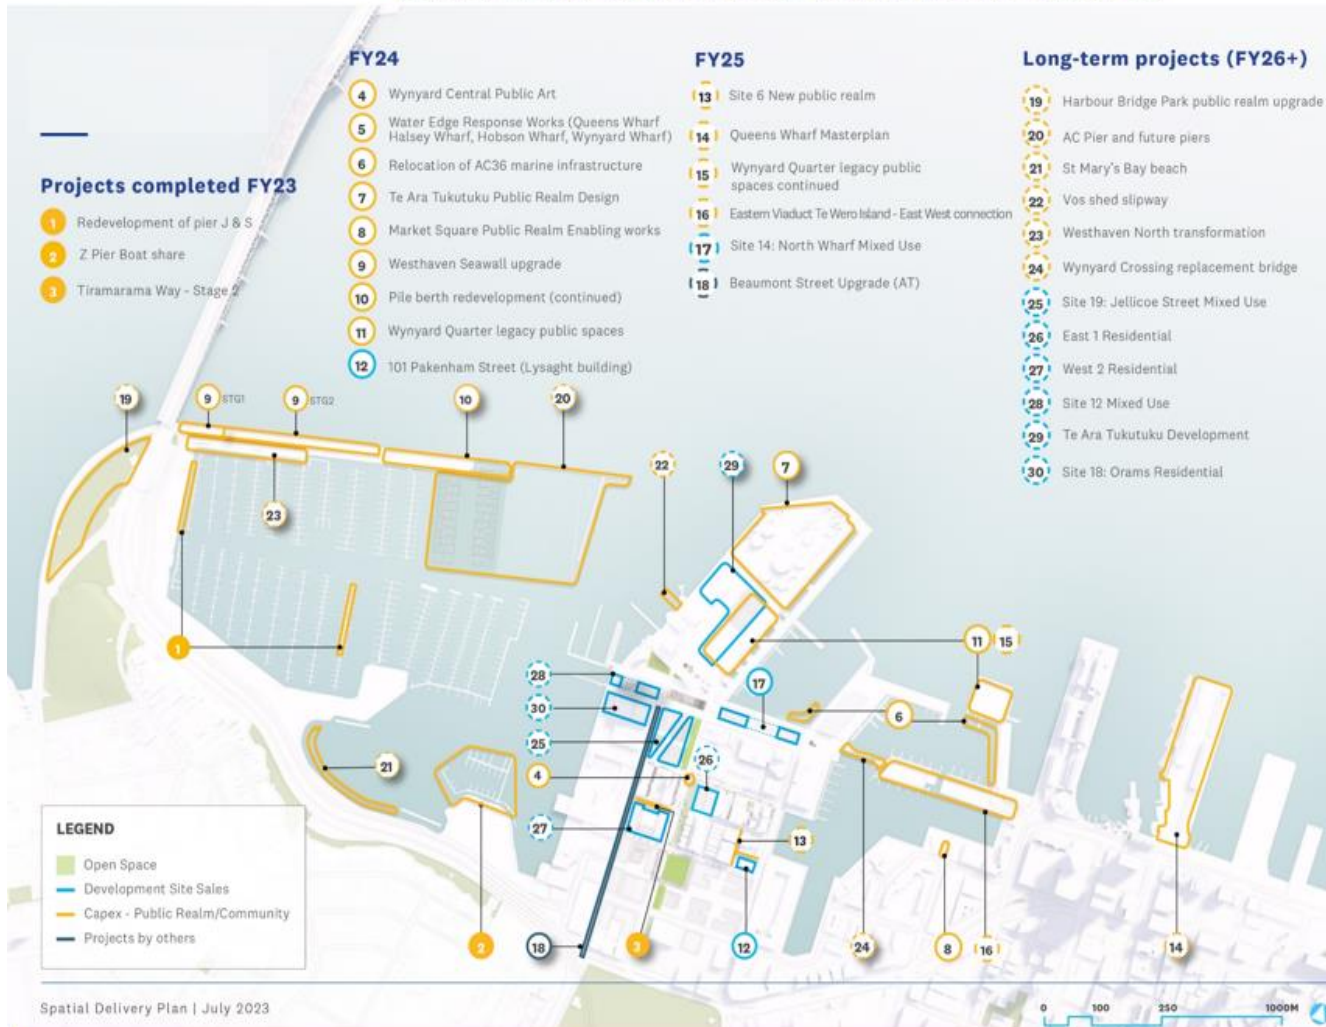 FY24
4 Wynyard Central Public Art
5 Water Edge Response Works (Queens Wharf
Halsey Wharf, Hobson Wharf, Wynyard Wharf)
6 Relocation of AC36 marine infrastructure
7 Te Ara Tukutuku Public Realm Design
8 Market Square Public Realm Enabling works
9 Westhaven Seawall upgrade
10 Pile berth redevelopment (continued)
11 Wynyard Quarter legacy public spaces
12 101 Pakenham Street (Lysaght building)
FY25
13 Site 6 New public realm
14 Queens Wharf Masterplan
15 Wynyard Quarter legacy public
spaces continued
16 Eastern Viaduct Te Wero Island - East West connection
17 Site 14: North Wharf Mixed Use
18 Beaumont Street Upgrade (AT)
Long-term projects (FY26+)
19 Harbour Bridge Park public realm upgrade
20 AC Pier and future piers
21 St Mary's Bay beach
22 Vos shed slipway
23 Westhaven North transformation
24 Wynyard Crossing replacement bridge
25 Site 19: Jellicoe Street Mixed Use
26 East 1 Residential
27 West 2 Residential
28 Site 12 Mixed Use
29 Te Ara Tukutuku Development
30 Site 18: Orams Residential
Projects completed FY23
1 Redevelopment of pier J & S
2 Z Pier Boat share
3 Tiramarama Way - Stage 2
19
9 STG1
9 STG2
10
20
22
29
7
23
1
11 15
28
17
30
6
25
26
4
21
27
13
2
18
3
12
24
8
16
14
LEGEND
Open Space
Development Site Sales
Capex - Public Realm/Community
Projects by others
Spatial Delivery Plan | July 2023
0 100 250 1000M